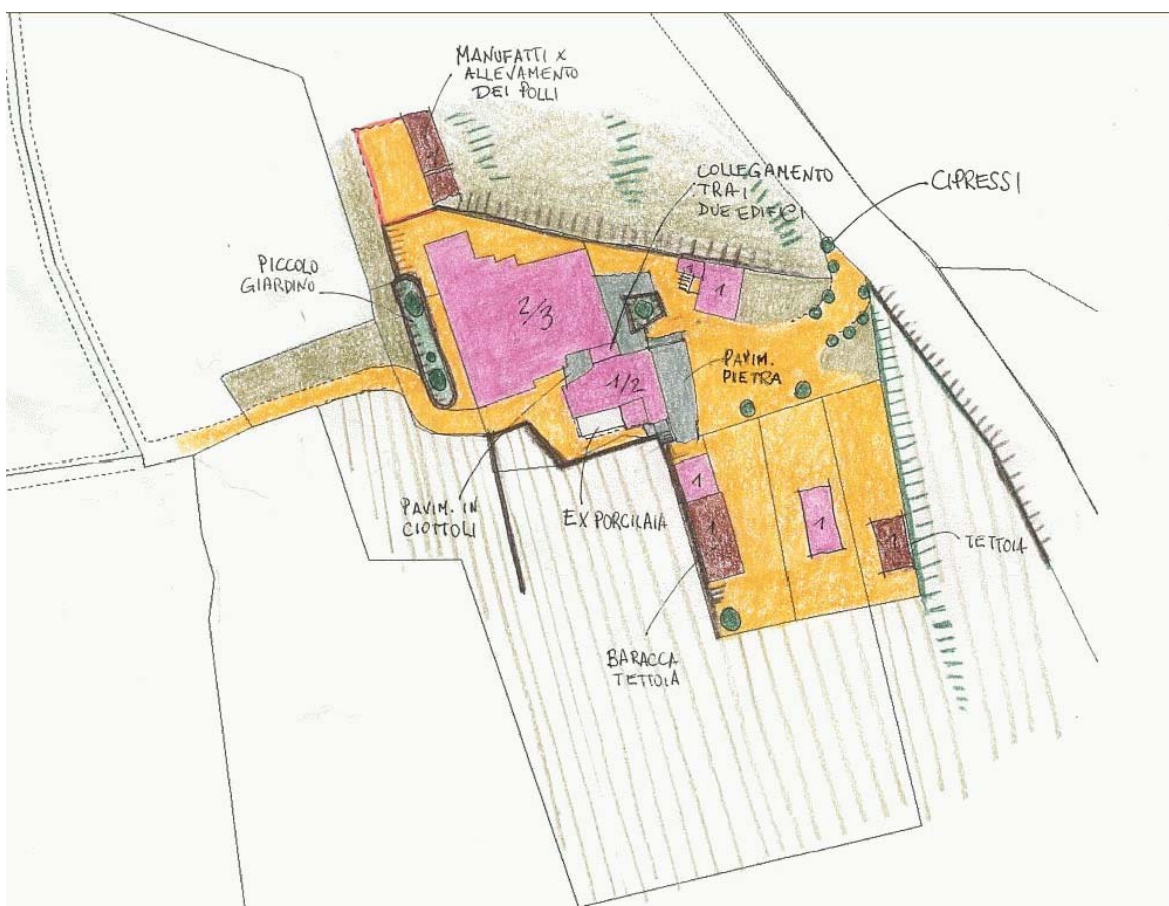 MANUFATTI X
ALLEVAMENTO
DEI POLLI
COLLEGAMENTO
TRA I
DUE EDIFICI
CIPRESSI
PICCOLO
GIARDINO
1
1
2/3
1/2
PAVIM.
PIETRA
PAVIM. IN
CIOTTOLI
EX PORCILAIA
1
1
1
1
TETTOIA
BARACCA
TETTOIA